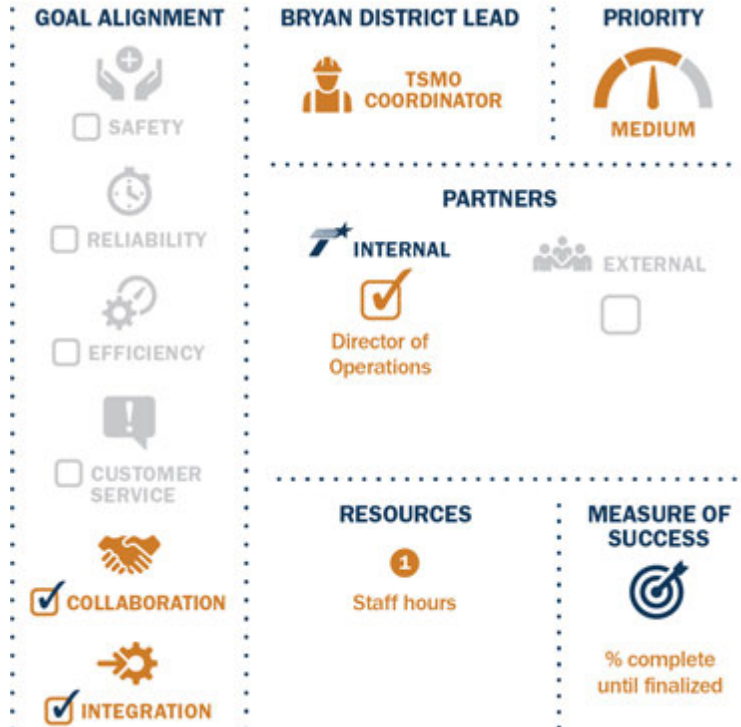 GOAL ALIGNMENT
SAFETY
RELIABILITY
EFFICIENCY
CUSTOMER
SERVICE
COLLABORATION
INTEGRATION
BRYAN DISTRICT LEAD
TSMO
COORDINATOR
PRIORITY
MEDIUM
PARTNERS
INTERNAL
Director of
Operations
EXTERNAL
RESOURCES
1
Staff hours
MEASURE OF
SUCCESS
% complete
until finalized